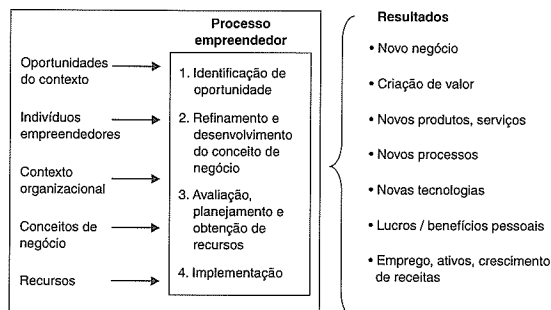 Oportunidades
do contexto
Indivíduos
empreendedores
Contexto
organizacional
Conceitos de
negócio
Recursos
Processo
empreendedor
1. Identificação de
oportunidade
2. Refinamento e
desenvolvimento
do conceito de
negócio
3. Avaliação,
planejamento e
obtenção de
recursos
4. Implementação
Resultados
• Novo negócio
• Criação de valor
• Novos produtos, serviços
• Novos processos
• Novas tecnologias
• Lucros / benefícios pessoais
• Emprego, ativos, crescimento
de receitas